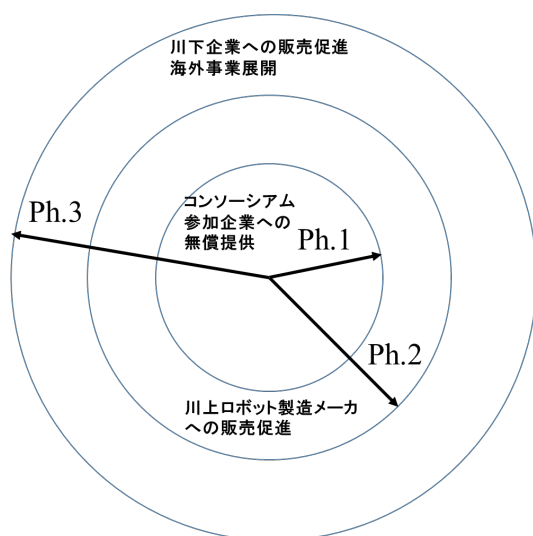 川下企業への販売促進
海外事業展開
コンソーシアム
参加企業への
無償提供
Ph.3
Ph.1
Ph.2
川上ロボット製造メーカ
への販売促進